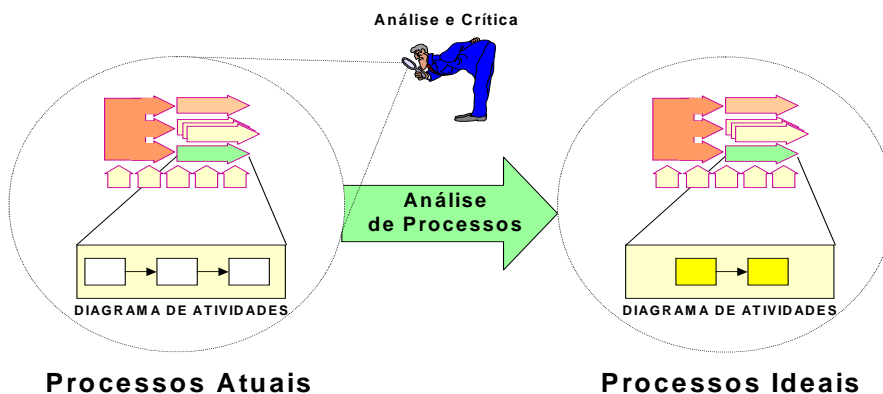 Análise e Crítica
Análise
de Processos
DIAGRAMA DE ATIVIDADES
DIAGRAMA DE ATIVIDADES
Processos Atuais
Processos Ideais